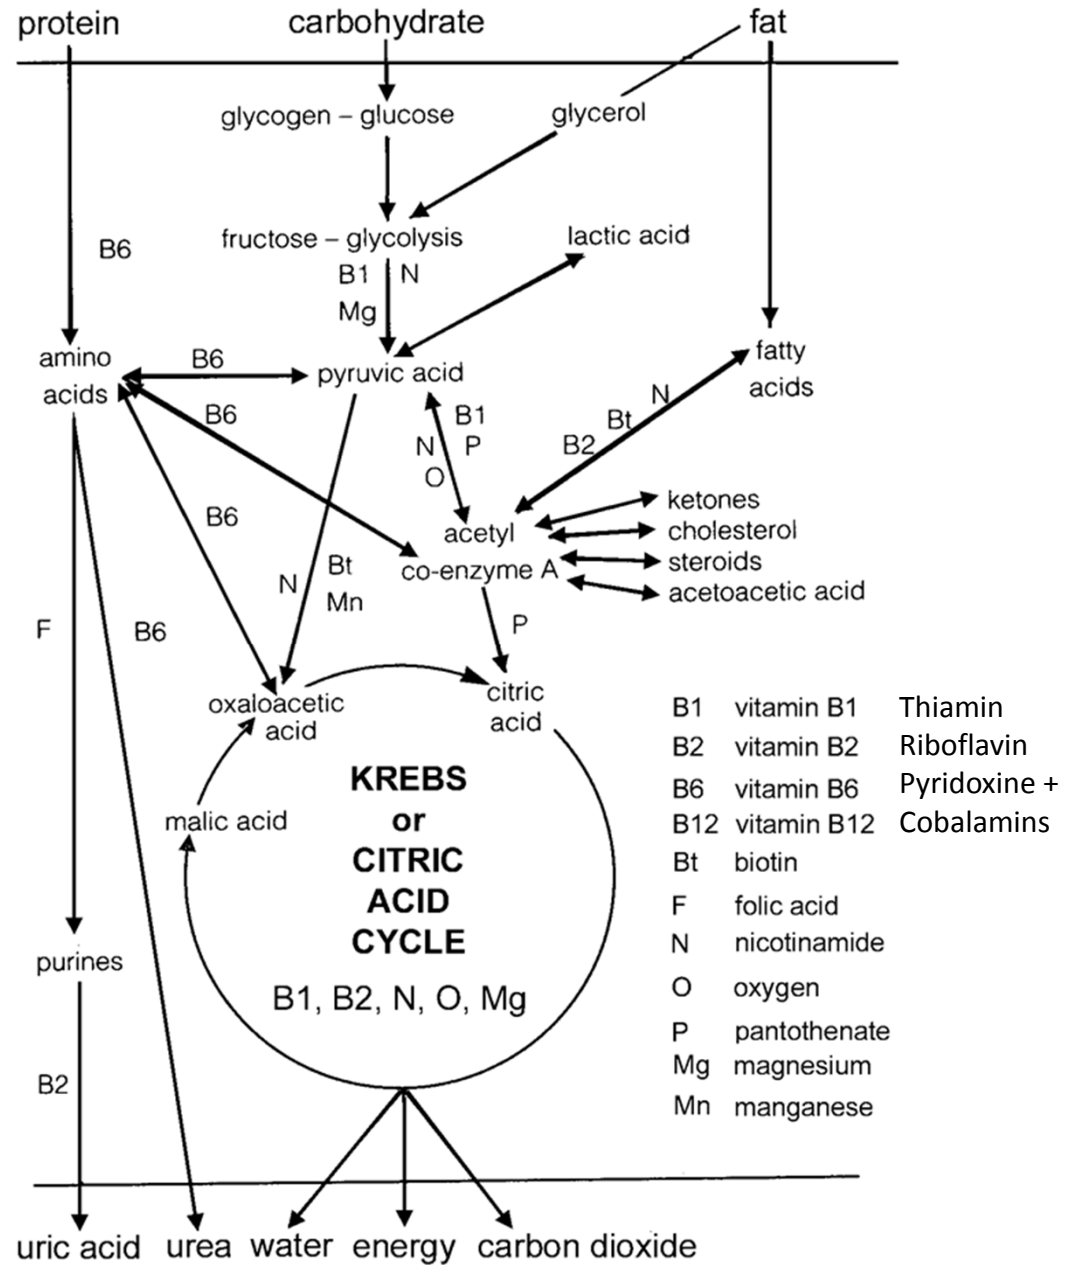 protein carbohydrate fat
glycogen – glucose glycerol
fructose – glycolysis lactic acid
B6
B1 N
Mg
amino
acids
B6
pyruvic acid
fatty
acids
B6
B1
N P
O
N
Bt
B2
B6
acetyl
co-enzyme A
ketones
cholesterol
steroids
acetoacetic acid
N
Bt
Mn
P
F
B6
oxaloacetic
acid
citric
acid
malic acid
KREBS
or
CITRIC
ACID
CYCLE
B1, B2, N, O, Mg
purines
B2
B1 vitamin B1 Thiamin
B2 vitamin B2 Riboflavin
B6 vitamin B6 Pyridoxine +
B12 vitamin B12 Cobalamins
Bt biotin
F folic acid
N nicotinamide
O oxygen
P pantothenate
Mg magnesium
Mn manganese
uric acid urea water energy carbon dioxide